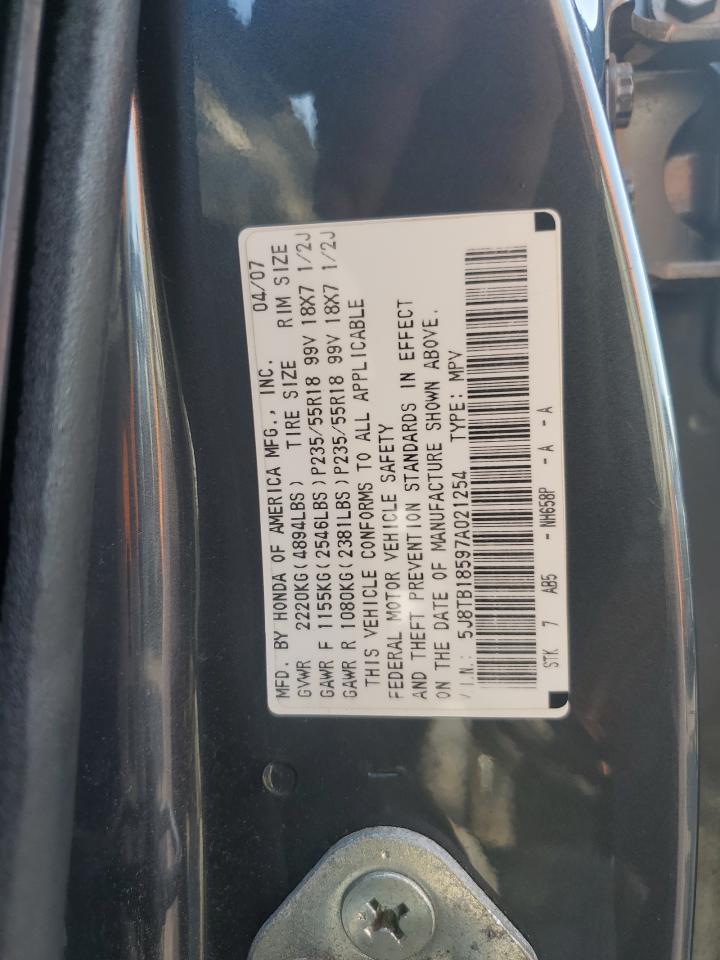 MFD. BY HONDA OF AMERICA MFG., INC. 04/07
GVWR 2220KG(4894LBS) TIRE SIZE RIM SIZE
GAWR F 1155KG(2546LBS)P235/55R18 99V 18X7 1/2J
GAWR R 1080KG(2381LBS)P235/55R18 99V 18X7 1/2J
THIS VEHICLE CONFORMS TO ALL APPLICABLE
FEDERAL MOTOR VEHICLE SAFETY
AND THEFT PREVENTION STANDARDS IN EFFECT
ON THE DATE OF MANUFACTURE SHOWN ABOVE.
V.I.N.: 5J8TB18597A021254 TYPE: MPV
STK 7 AB5 - NH658P - A - A